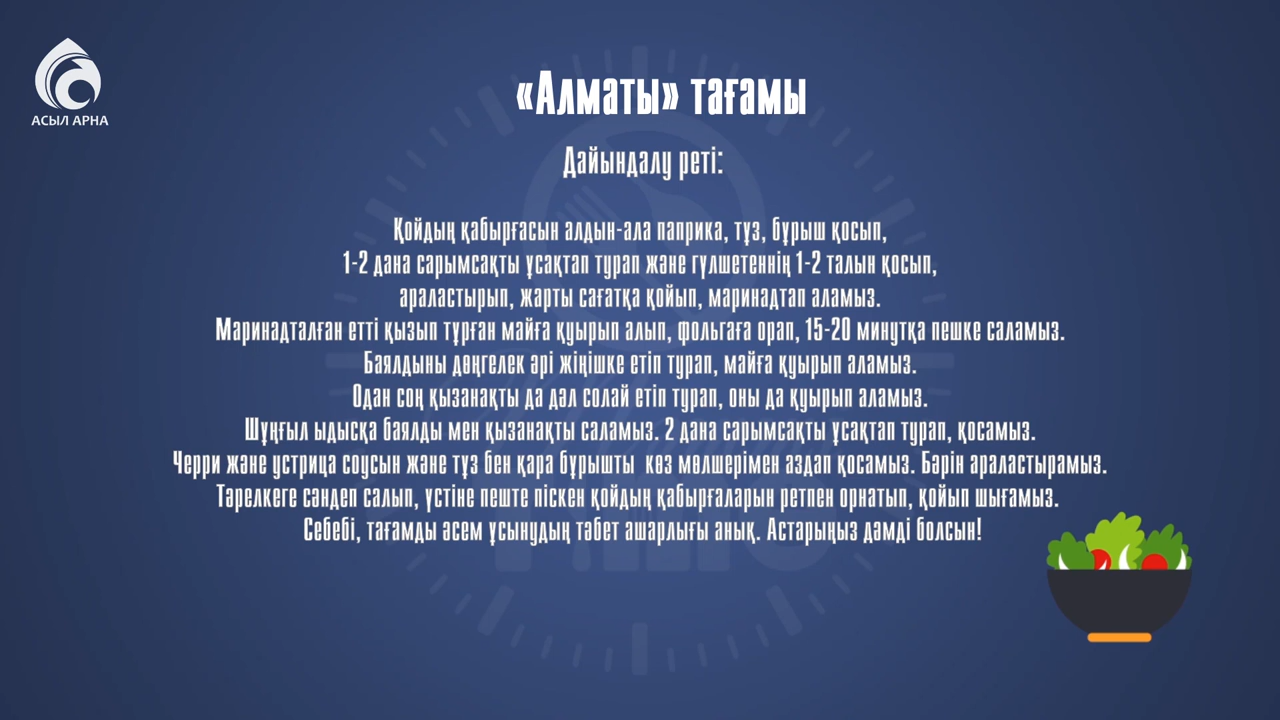 АСЫЛ АРНА
«Алматы» тағамы
Дайындалу реті:
Қойдың қабырғасын алдын-ала паприка, тұз, бұрыш қосып,
1-2 дана сарымсақты ұсақтап турап және гүлшетеннің 1-2 талын қосып,
араластырып, жарты сағатқа қойып, маринадтап аламыз.
Маринадталған етті қызып тұрған майға қуырып алып, фольгаға орап, 15-20 минутқа пешке саламыз.
Баялдыны дөңгелек әрі жіңішке етіп турап, майға қуырып аламыз.
Одан соң қызанақты да дәл солай етіп турап, оны да қуырып аламыз.
Шұңғыл ыдысқа баялды мен қызанақты саламыз. 2 дана сарымсақты ұсақтап турап, қосамыз.
Черри және устрица соусын және тұз бен қара бұрышты көз мөлшерімен аздап қосамыз. Бәрін араластырамыз.
Тәрелкеге сәндеп салып, үстіне пеште піскен қойдың қабырғаларын ретпен орнатып, қойып шығамыз.
Себебі, тағамды әсем ұсынудың тәбет ашарлығы анық. Астарыңыз дәмді болсын!